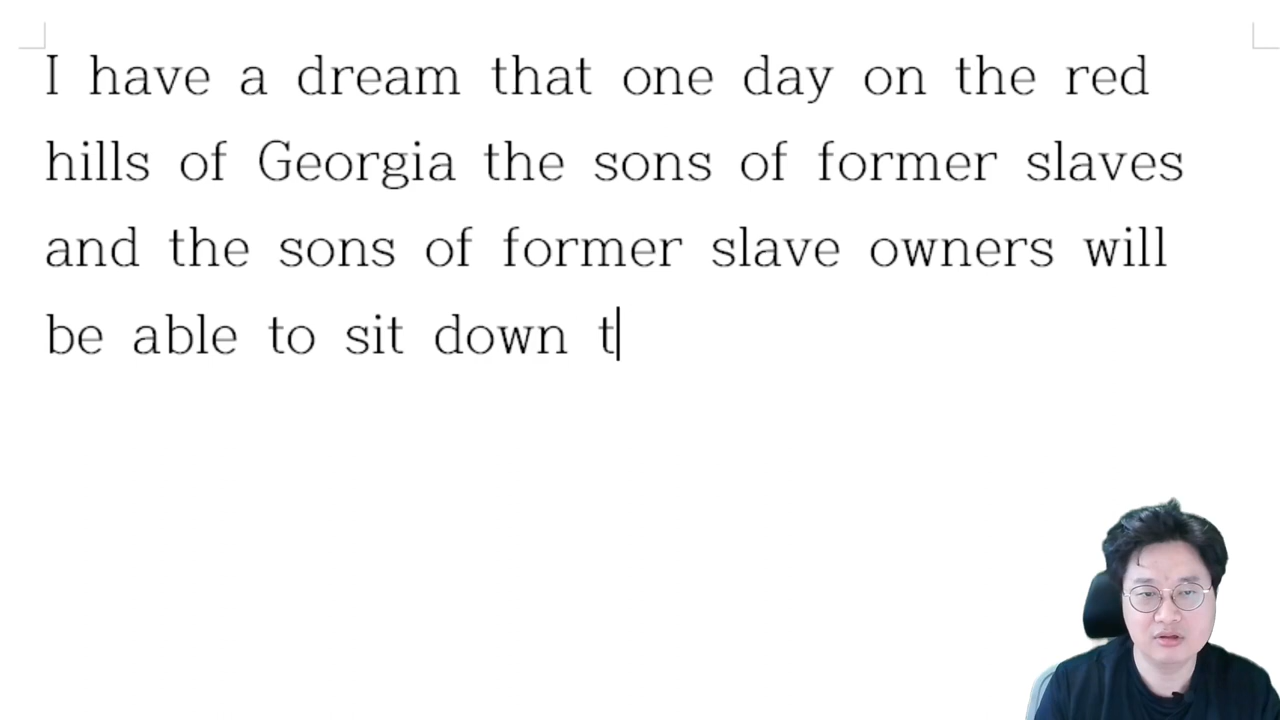 I have a dream that one day on the red
hills of Georgia the sons of former slaves
and the sons of former slave owners will
be able to sit down t